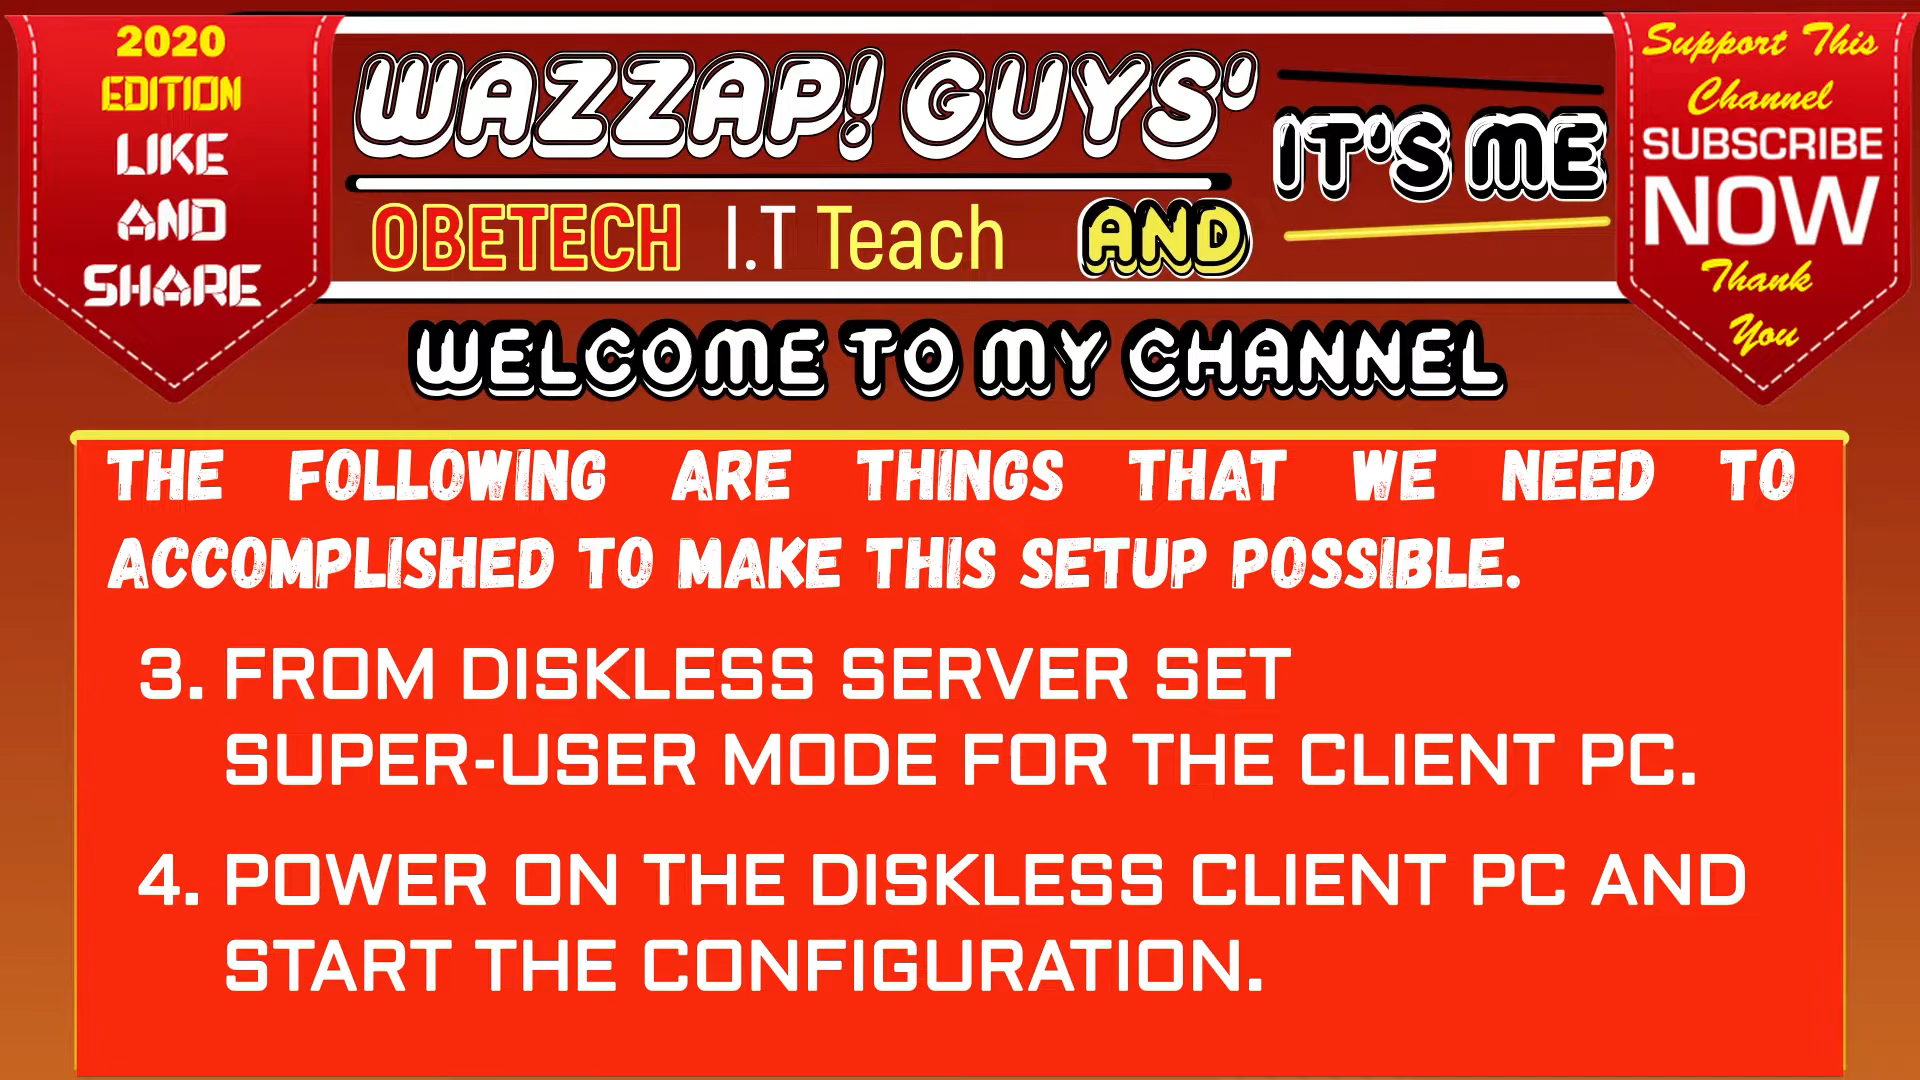 2020
EDITION
LIKE
AND
SHARE
WAZZAP! GUYS'
IT'S ME
OBETECH I.T Teach AND
Support This
Channel
SUBSCRIBE
NOW
Thank
You
WELCOME TO MY CHANNEL
THE FOLLOWING ARE THINGS THAT WE NEED TO
ACCOMPLISHED TO MAKE THIS SETUP POSSIBLE.
3. FROM DISKLESS SERVER SET
SUPER-USER MODE FOR THE CLIENT PC.
4. POWER ON THE DISKLESS CLIENT PC AND
START THE CONFIGURATION.